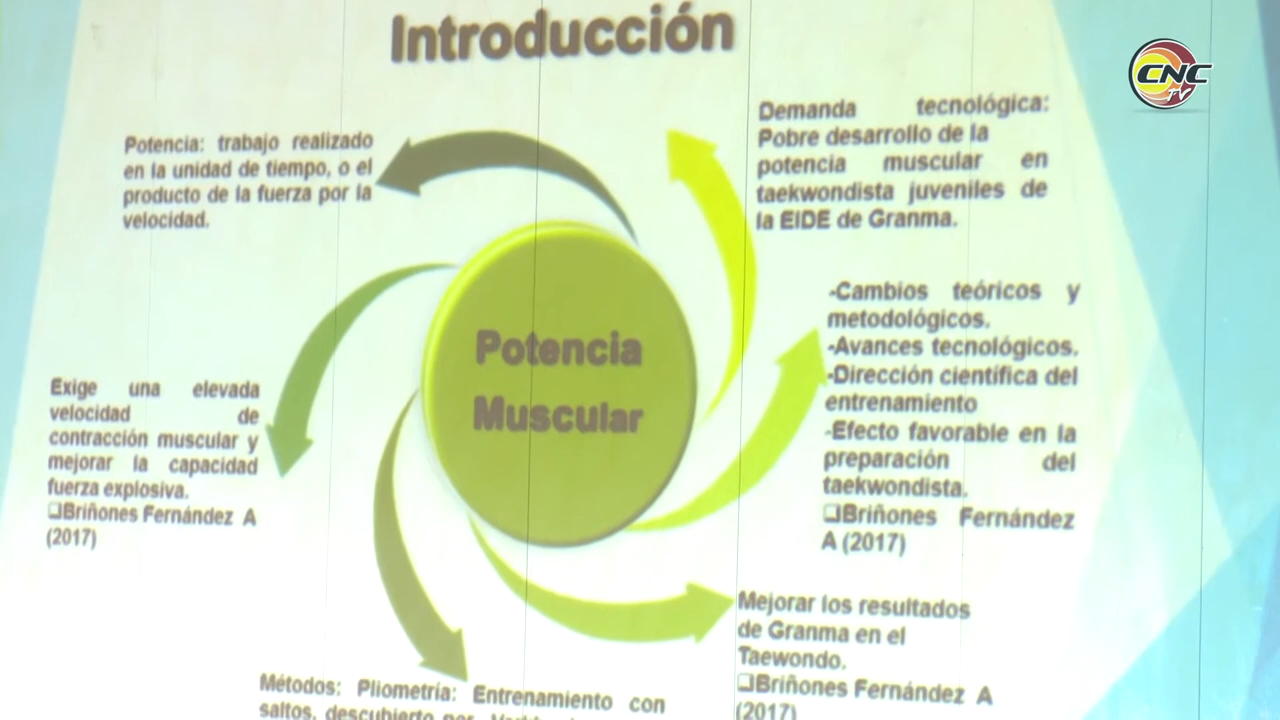 Introducción
CNC
TV
Potencia: trabajo realizado
en la unidad de tiempo, o el
producto de la fuerza por la
velocidad.
Demanda tecnológica:
Pobre desarrollo de la
potencia muscular en
taekwondista juveniles de
la EIDE de Granma.
-Cambios teóricos y
metodológicos.
-Avances tecnológicos.
-Dirección científica del
entrenamiento
-Efecto favorable en la
preparación del
taekwondista.
❑Briñones Fernández
A (2017)
Potencia
Muscular
Exige una elevada
velocidad de
contracción muscular y
mejorar la capacidad
fuerza explosiva.
❑Briñones Fernández A
(2017)
Mejorar los resultados
de Granma en el
Taewondo.
❑Briñones Fernández A
(2017)
Métodos: Pliometría: Entrenamiento con
saltos, descubierto por